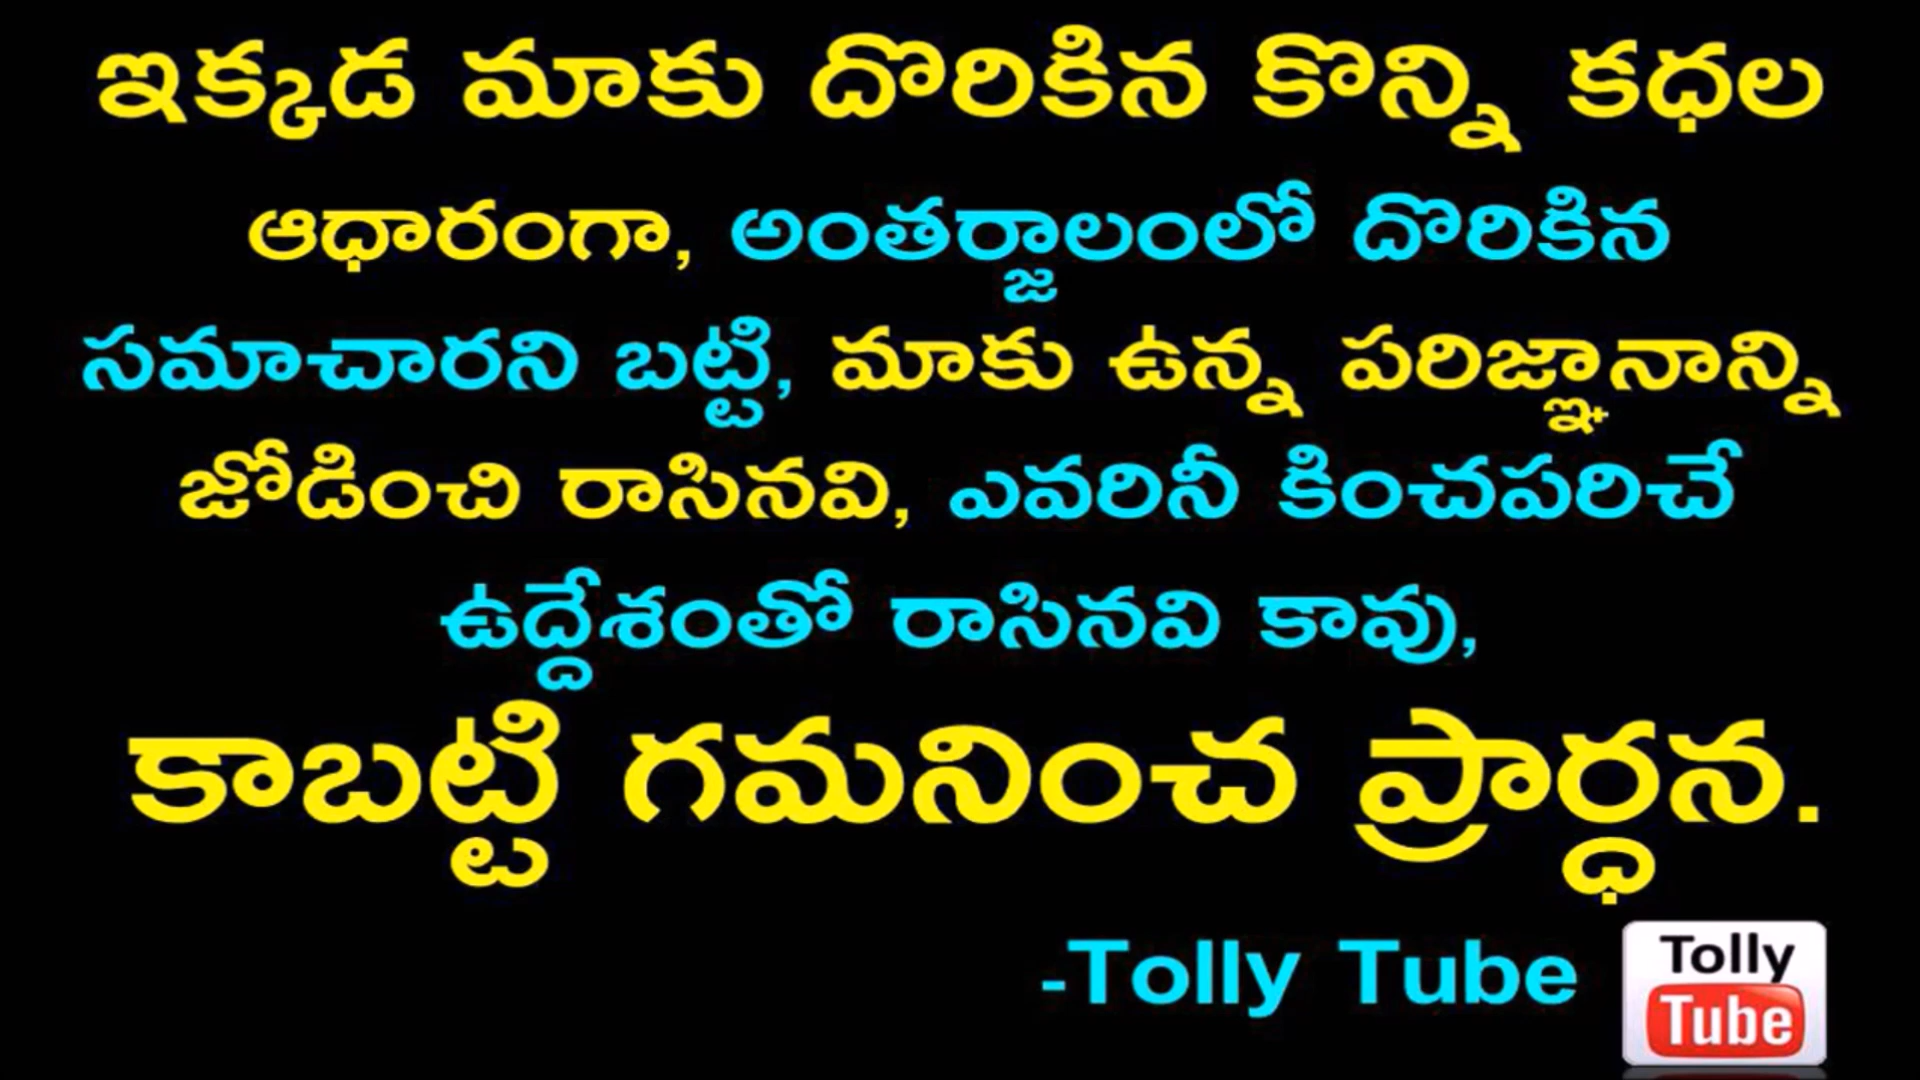 ఇక్కడ మాకు దొరికిన కొన్ని కధల
ఆధారంగా, అంతర్జాలంలో దొరికిన
సమాచారని బట్టి, మాకు ఉన్న పరిజ్ఞానాన్ని
జోడించి రాసినవి, ఎవరినీ కించపరిచే
ఉద్దేశంతో రాసినవి కావు,
కాబట్టి గమనించ ప్రార్ధన.
-Tolly Tube
Tolly
Tube